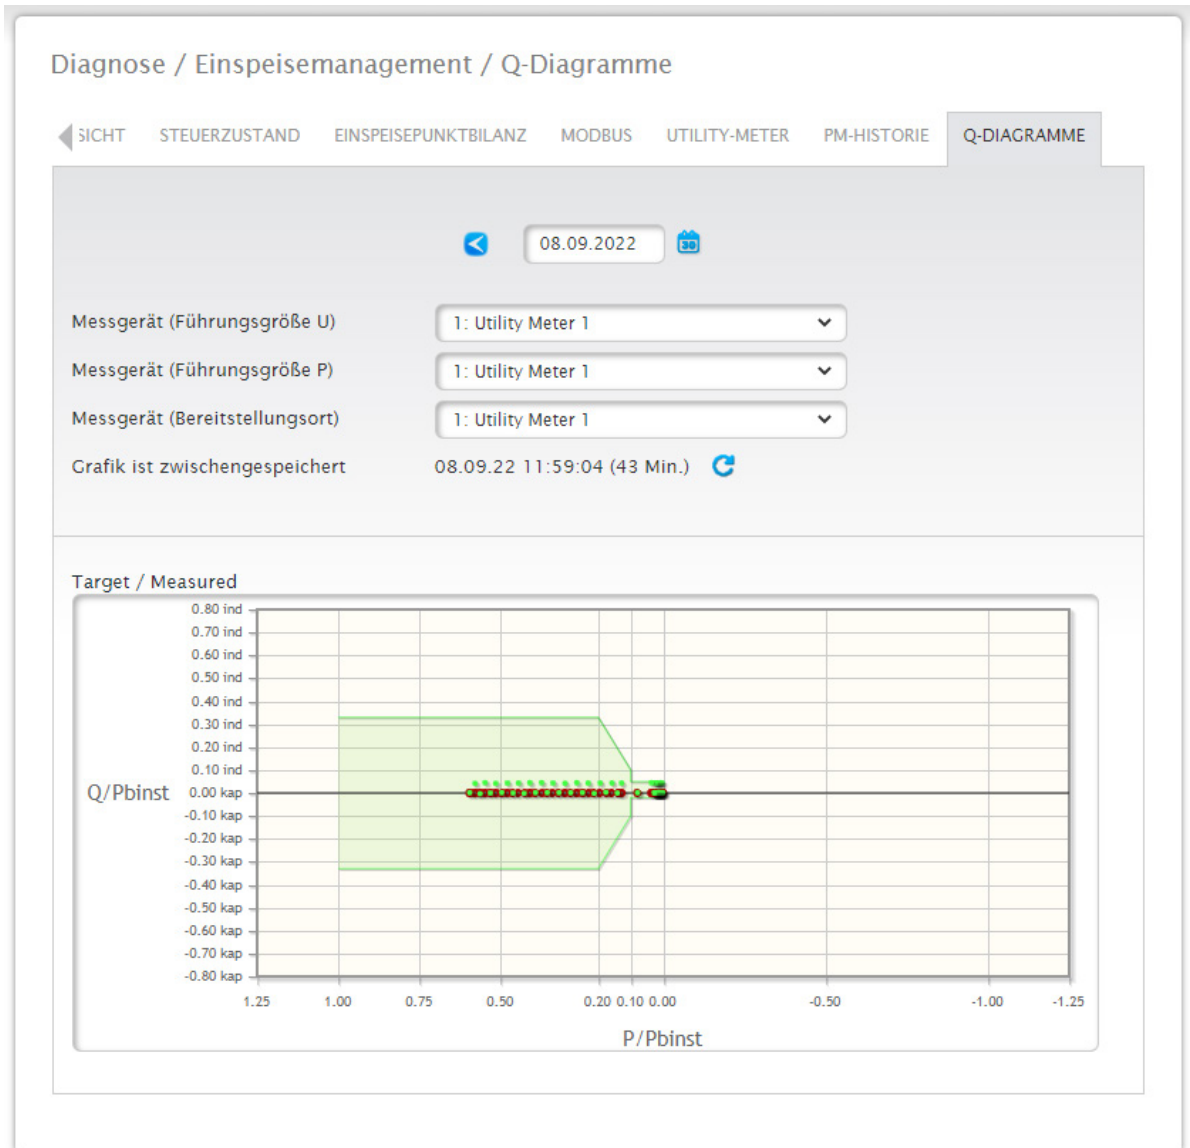 Diagnose / Einspeisemanagement / Q-Diagramme
SICHT STEUERZUSTAND EINSPEISEPUNKTBILANZ MODBUS UTILITY-METER PM-HISTORIE Q-DIAGRAMME
08.09.2022 30
Messgerät (Führungsgröße U) 1: Utility Meter 1
Messgerät (Führungsgröße P) 1: Utility Meter 1
Messgerät (Bereitstellungsort) 1: Utility Meter 1
Grafik ist zwischengespeichert 08.09.22 11:59:04 (43 Min.)
Target / Measured
0.80 ind
0.70 ind
0.60 ind
0.50 ind
0.40 ind
0.30 ind
0.20 ind
0.10 ind
Q/Pbinst 0.00 kap
-0.10 kap
-0.20 kap
-0.30 kap
-0.40 kap
-0.50 kap
-0.60 kap
-0.70 kap
-0.80 kap
1.25 1.00 0.75 0.50 0.20 0.10 0.00 -0.50 -1.00 -1.25
P/Pbinst